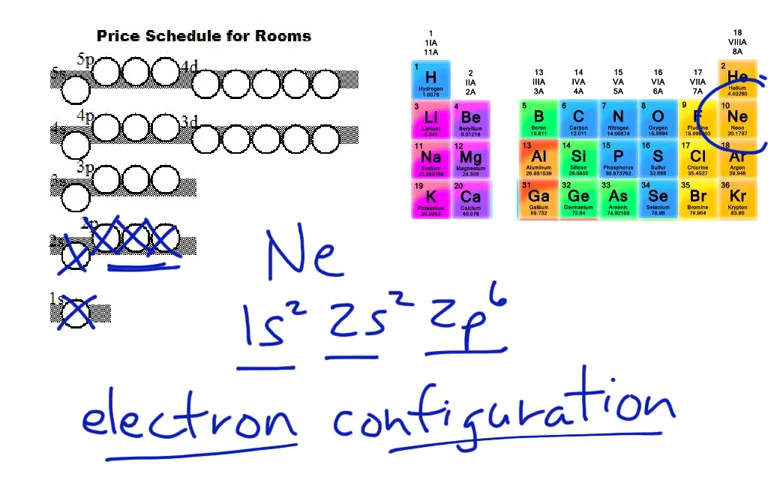 Price Schedule for Rooms
5s 5p 4d
4s 4p 3d
3s 3p
2s 2p
1s
1 IIA 11A
2 IIA 2A
13 IIIA 3A
14 IVA 4A
15 VA 5A
16 VIA 6A
17 VIIA 7A
18 VIIIA 8A
1 H Hydrogen 1.0079
2 He Helium 4.00260
3 Li Lithium 6.941
4 Be Beryllium 9.01218
5 B Boron 10.811
6 C Carbon 12.011
7 N Nitrogen 14.00674
8 O Oxygen 15.9994
9 F Fluorine
10 Ne Neon 20.1797
11 Na Sodium
12 Mg Magnesium 24.305
13 Al Aluminum 26.981539
14 Si Silicon 28.0855
15 P Phosphorus 30.973762
16 S Sulfur 32.066
17 Cl Chlorine 35.4527
18 Ar Argon 39.948
19 K Potassium 39.0983
20 Ca Calcium 40.078
31 Ga Gallium 69.732
32 Ge Germanium 72.64
33 As Arsenic 74.92159
34 Se Selenium 78.96
35 Br Bromine 79.904
36 Kr Krypton 83.80
Ne
1s² 2s² 2p⁶
electron configuration